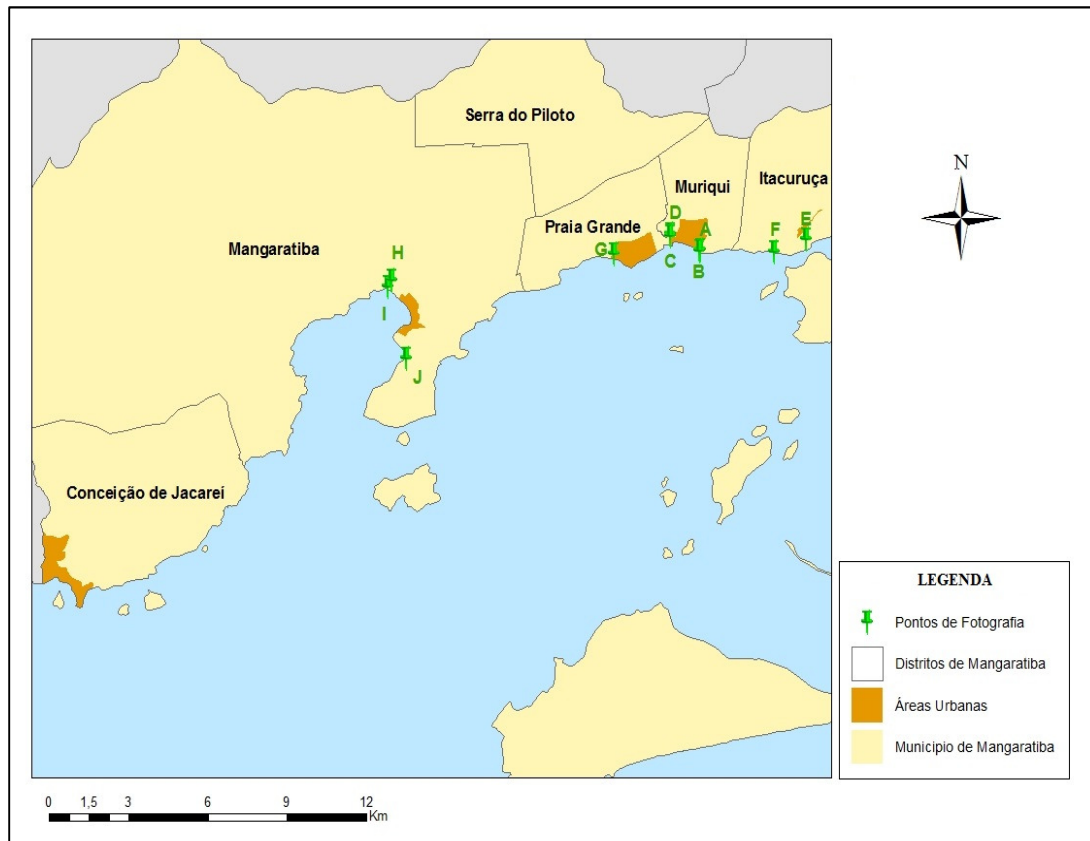 Serra do Piloto
Muriqui
Itacuruça
N
Praia Grande
D
A
E
F
G
C
B
Mangaratiba
H
I
J
Conceição de Jacareí
LEGENDA
Pontos de Fotografia
Distritos de Mangaratiba
Áreas Urbanas
Municipio de Mangaratiba
0 1,5 3 6 9 12
Km